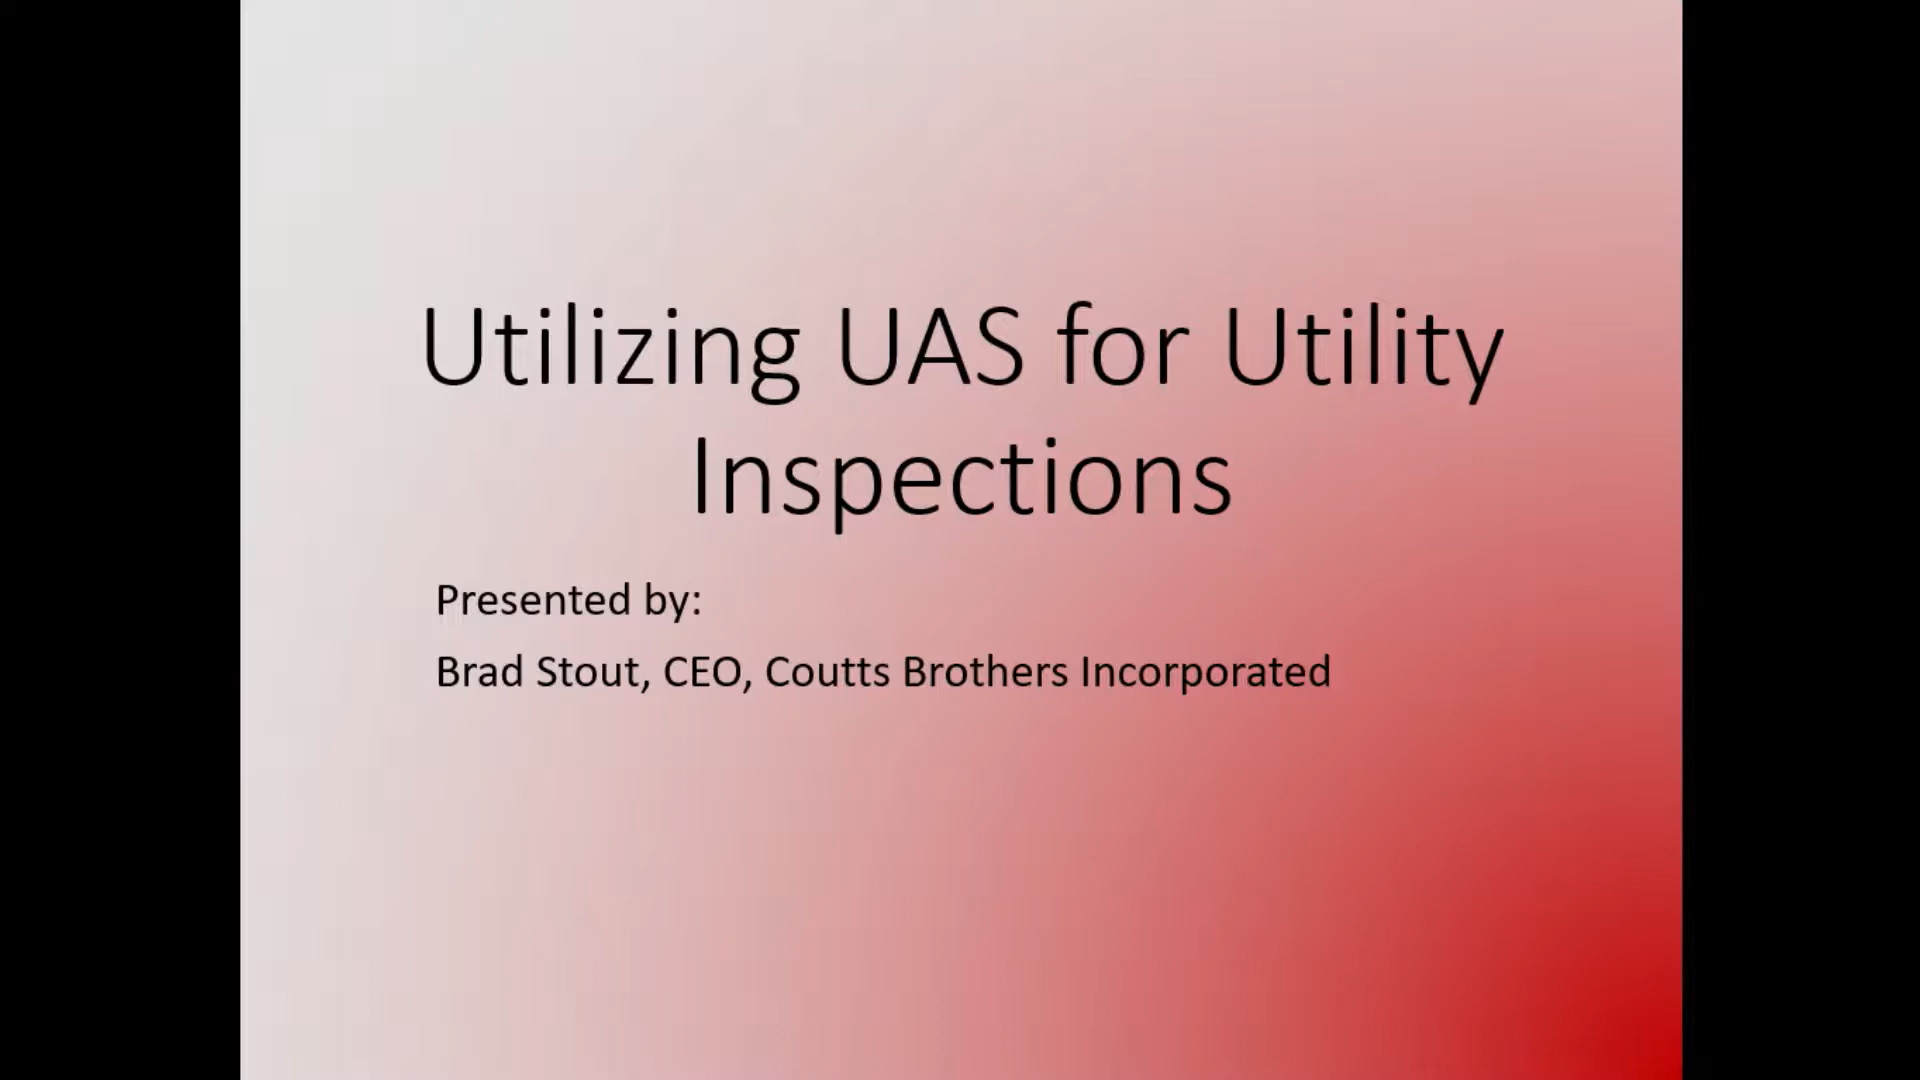 Utilizing UAS for Utility
Inspections
Presented by:
Brad Stout, CEO, Coutts Brothers Incorporated